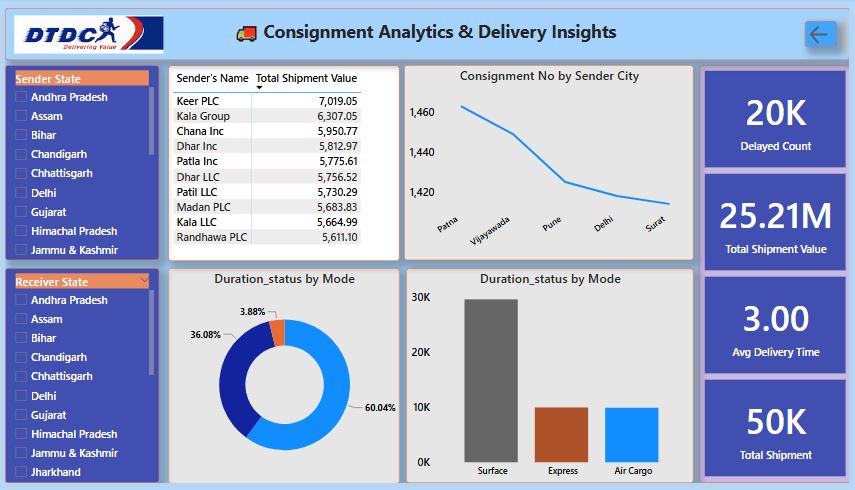 DTDC
Delivering Value
Consignment Analytics & Delivery Insights
Sender State
Andhra Pradesh
Assam
Bihar
Chandigarh
Chhattisgarh
Delhi
Gujarat
Himachal Pradesh
Jammu & Kashmir
Sender's Name Total Shipment Value
Keer PLC 7,019.05
Kala Group 6,307.05
Chana Inc 5,950.77
Dhar Inc 5,812.97
Patla Inc 5,775.61
Dhar LLC 5,756.52
Patil LLC 5,730.29
Madan PLC 5,683.83
Kala LLC 5,664.99
Randhawa PLC 5,611.10
Consignment No by Sender City
1,460
1,440
1,420
Patna
Vijayawada
Pune
Delhi
Surat
20K
Delayed Count
25.21M
Total Shipment Value
Receiver State
Andhra Pradesh
Assam
Bihar
Chandigarh
Chhattisgarh
Delhi
Gujarat
Himachal Pradesh
Jammu & Kashmir
Jharkhand
Duration_status by Mode
3.88%
36.08%
60.04%
Duration_status by Mode
30K
20K
10K
0K
Surface Express Air Cargo
3.00
Avg Delivery Time
50K
Total Shipment